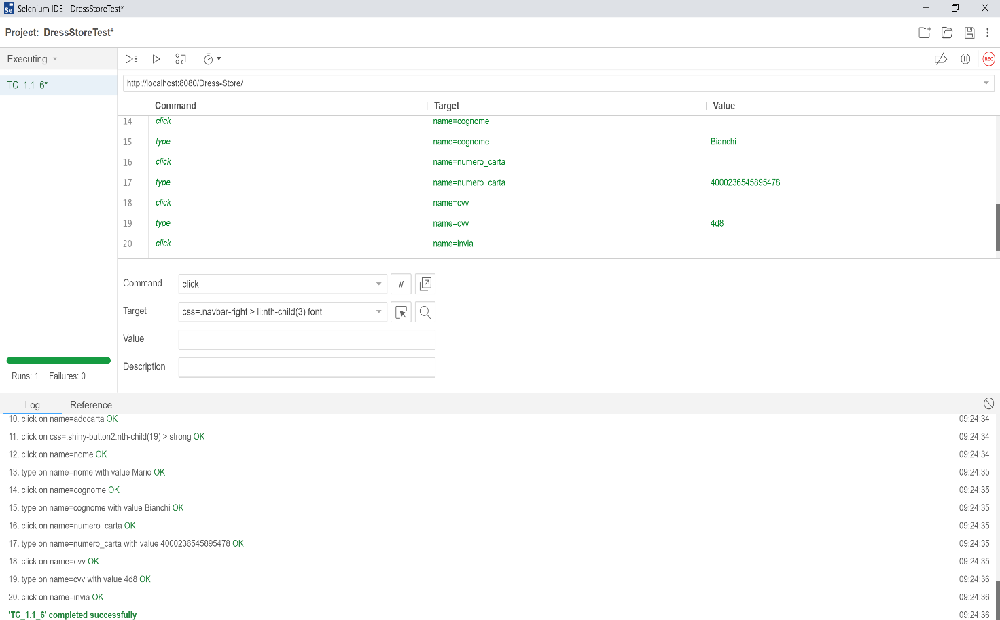 Se Selenium IDE - DressStoreTest*
Project: DressStoreTest*
Executing
TC_1.1_6*
http://localhost:8080/Dress-Store/
Command Target Value
14 click name=cognome
15 type name=cognome Bianchi
16 click name=numero_carta
17 type name=numero_carta 4000236545895478
18 click name=cvv
19 type name=cvv 4d8
20 click name=invia
Command click //
Target css=.navbar-right > li:nth-child(3) font
Value
Description
Runs: 1 Failures: 0
REC
Log Reference
10. click on name=addcarta OK 09:24:34
11. click on css=.shiny-button2:nth-child(19) > strong OK 09:24:34
12. click on name=nome OK 09:24:34
13. type on name=nome with value Mario OK 09:24:35
14. click on name=cognome OK 09:24:35
15. type on name=cognome with value Bianchi OK 09:24:35
16. click on name=numero_carta OK 09:24:35
17. type on name=numero_carta with value 4000236545895478 OK 09:24:35
18. click on name=cvv OK 09:24:35
19. type on name=cvv with value 4d8 OK 09:24:36
20. click on name=invia OK 09:24:36
'TC_1.1_6' completed successfully 09:24:36